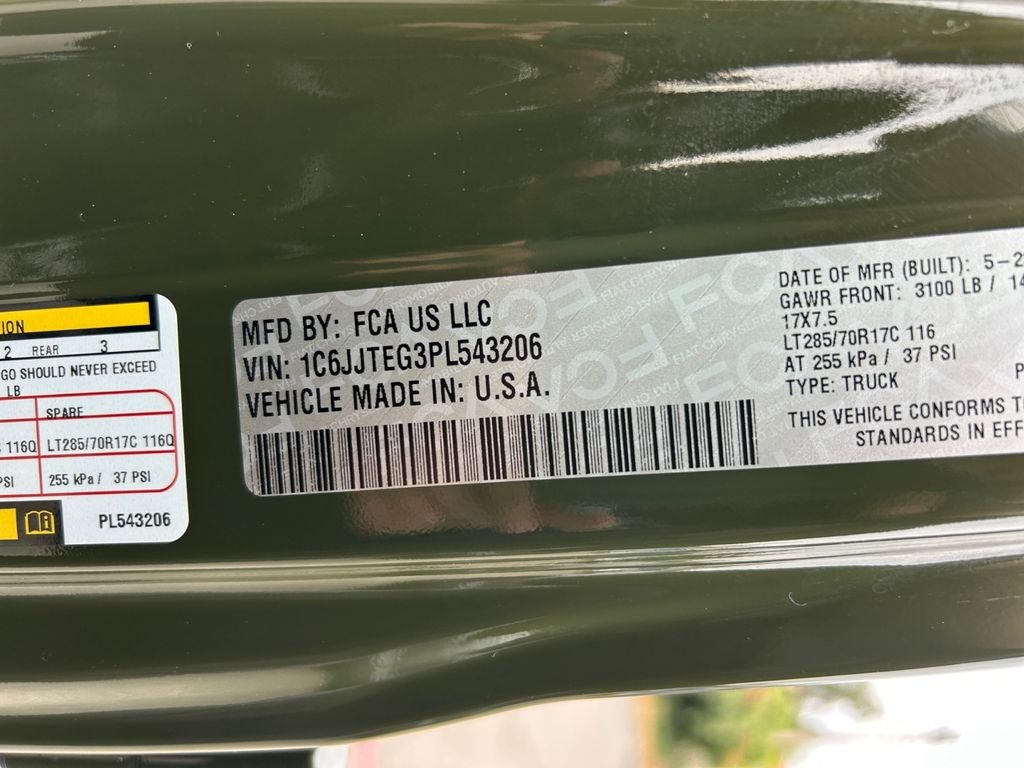 ION
2 REAR 3
GO SHOULD NEVER EXCEED
LB
SPARE
C 116Q LT285/70R17C 116Q
PSI 255 kPa / 37 PSI
PL543206
MFD BY: FCA US LLC
VIN: 1C6JJTEG3PL543206
VEHICLE MADE IN: U.S.A.
DATE OF MFR (BUILT): 5-2
GAWR FRONT: 3100 LB / 14
17X7.5
LT285/70R17C 116
AT 255 kPa / 37 PSI
TYPE: TRUCK P
THIS VEHICLE CONFORMS T
STANDARDS IN EFF